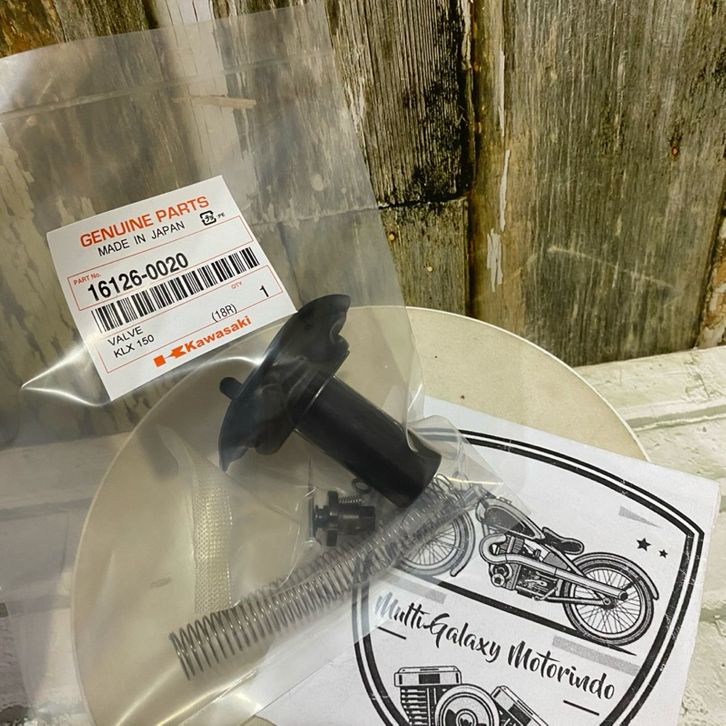 GENUINE PARTS
MADE IN JAPAN
PE
PART No.
16126-0020
QTY
VALVE
KLX 150
(18R)
1
Kawasaki
Multi Galaxy Motorindo